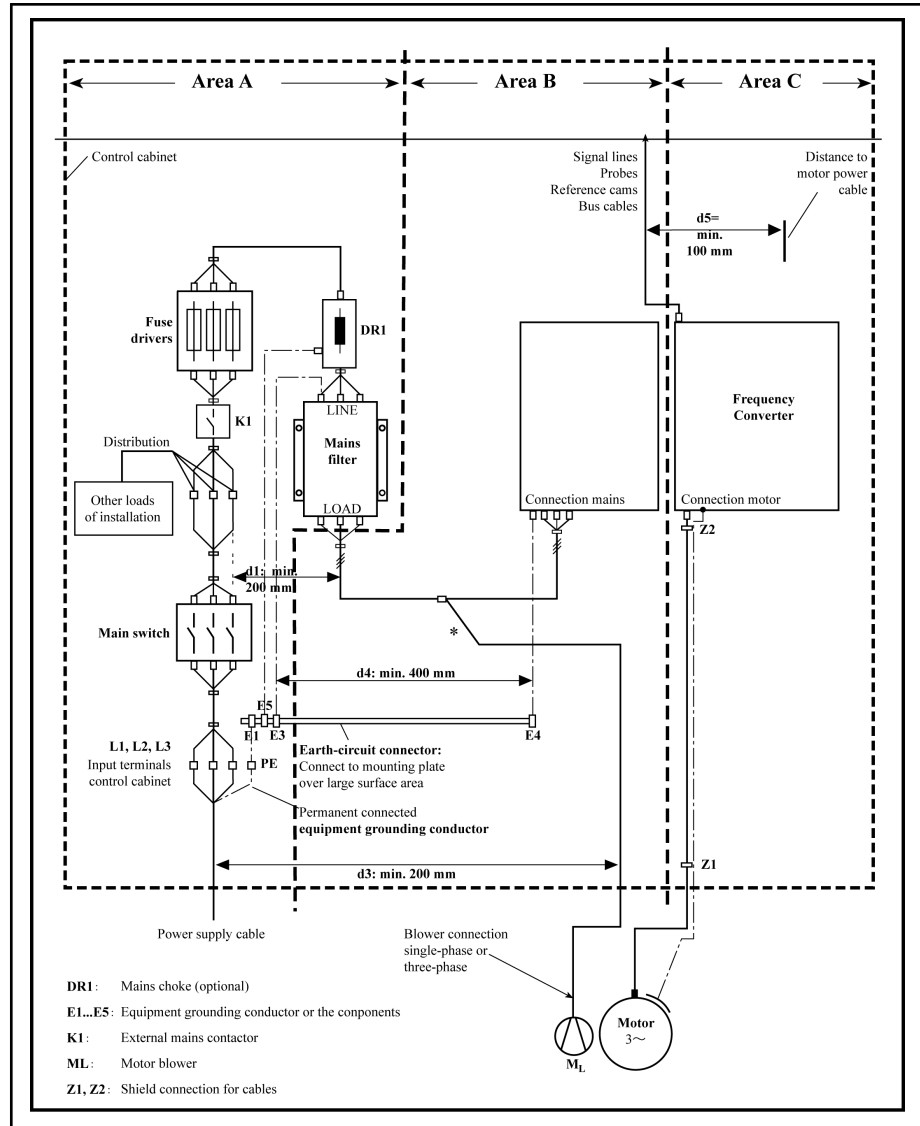 Area A
Area B
Area C
Control cabinet
Signal lines
Probes
Reference cams
Bus cables
Distance to
motor power
cable
d5=
min.
100 mm
Fuse
drivers
DR1
LINE
Mains
filter
LOAD
K1
Distribution
Other loads
of installation
Frequency
Converter
Connection mains
Connection motor
Z2
d1: min.
200 mm
Main switch
*
d4: min. 400 mm
E5
E1
E3
E4
L1, L2, L3
Input terminals
control cabinet
PE
Earth-circuit connector:
Connect to mounting plate
over large surface area
Permanent connected
equipment grounding conductor
Z1
d3: min. 200 mm
Power supply cable
Blower connection
single-phase or
three-phase
Motor
3～
ML
DR1: Mains choke (optional)
E1...E5: Equipment grounding conductor or the conponents
K1: External mains contactor
ML: Motor blower
Z1, Z2: Shield connection for cables